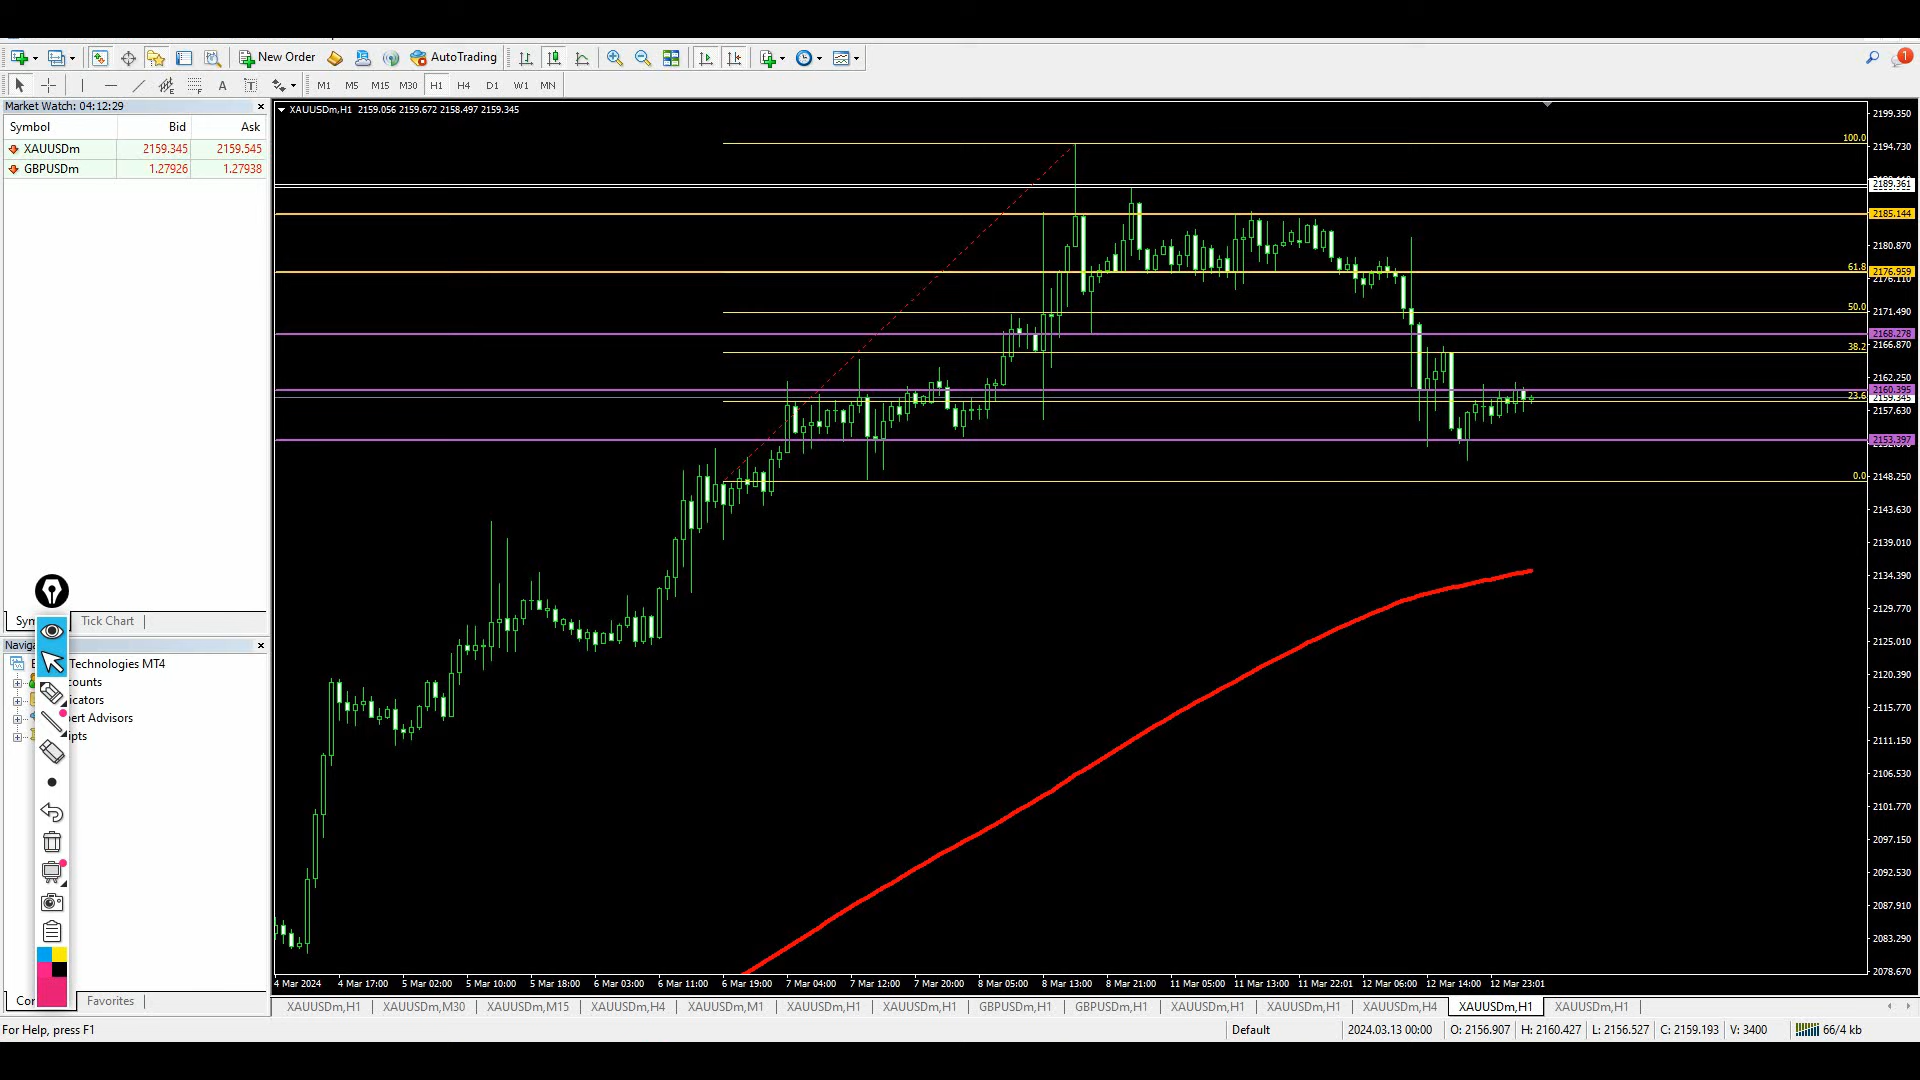 New Order
AutoTrading
A T M1 M5 M15 M30 H1 H4 D1 W1 MN
1
Market Watch: 04:12:29
Symbol Bid Ask
XAUUSDm 2159.345 2159.545
GBPUSDm 1.27926 1.27938
Tick Chart
Technologies MT4
Favorites
XAUUSDm,H1 2159.056 2159.672 2158.497 2159.345
100.0
61.8
50.0
38.2
23.6
0.0
2199.350
2194.730
2189.361
2185.144
2180.870
2176.959
2176.110
2171.490
2168.278
2166.870
2162.250
2160.395
2159.345
2157.630
2153.397
2148.250
2143.630
2139.010
2134.390
2129.770
2125.010
2120.390
2115.770
2111.150
2106.530
2101.770
2097.150
2092.530
2087.910
2083.290
2078.670
4 Mar 2024 4 Mar 17:00 5 Mar 02:00 5 Mar 10:00 5 Mar 18:00 6 Mar 03:00 6 Mar 11:00 6 Mar 19:00 7 Mar 04:00 7 Mar 12:00 7 Mar 20:00 8 Mar 05:00 8 Mar 13:00 8 Mar 21:00 11 Mar 05:00 11 Mar 13:00 11 Mar 22:01 12 Mar 06:00 12 Mar 14:00 12 Mar 23:01
XAUUSDm,H1 XAUUSDm,M30 XAUUSDm,M15 XAUUSDm,H4 XAUUSDm,M1 XAUUSDm,H1 XAUUSDm,H1 GBPUSDm,H1 GBPUSDm,H1 XAUUSDm,H1 XAUUSDm,H1 XAUUSDm,H4 XAUUSDm,H1 XAUUSDm,H1
For Help, press F1
Default 2024.03.13 00:00 O: 2156.907 H: 2160.427 L: 2156.527 C: 2159.193 V: 3400 66/4 kb